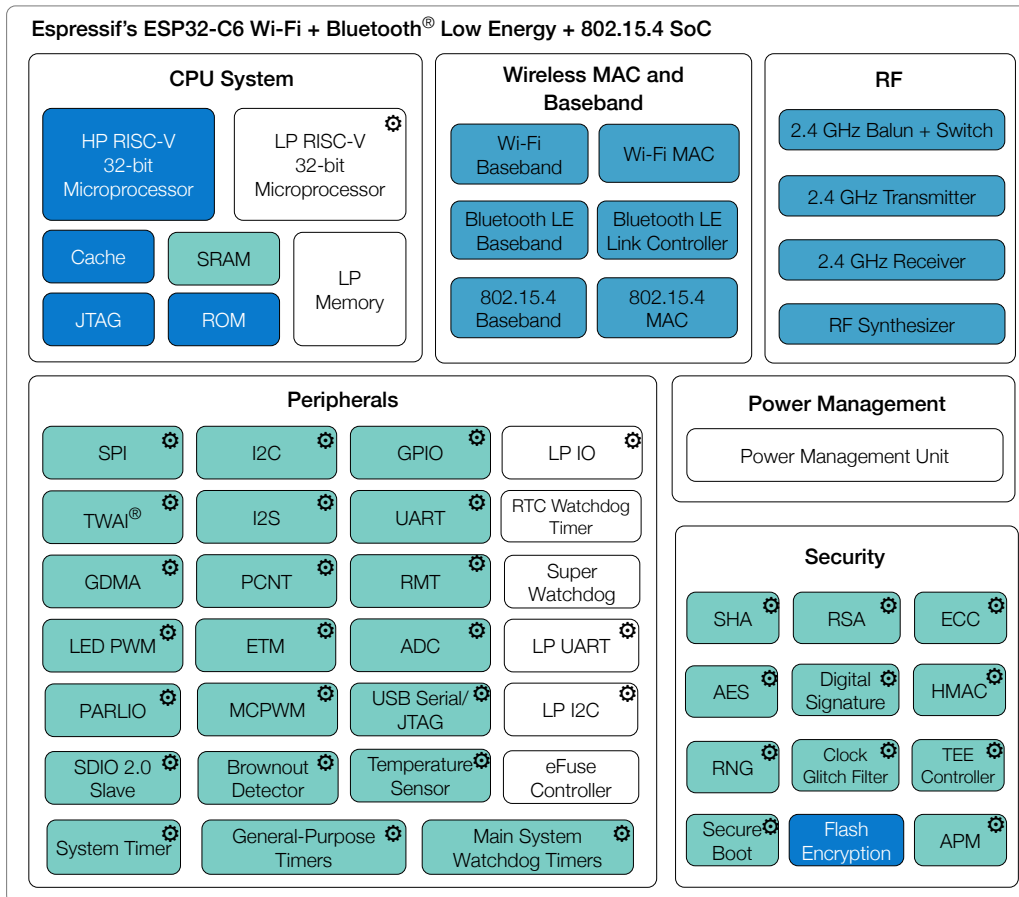 Espressif's ESP32-C6 Wi-Fi + Bluetooth® Low Energy + 802.15.4 SoC
CPU System
HP RISC-V
32-bit
Microprocessor
LP RISC-V
32-bit
Microprocessor
Cache
SRAM
LP
Memory
JTAG
ROM
Wireless MAC and
Baseband
Wi-Fi
Baseband
Wi-Fi MAC
Bluetooth LE
Baseband
Bluetooth LE
Link Controller
802.15.4
Baseband
802.15.4
MAC
RF
2.4 GHz Balun + Switch
2.4 GHz Transmitter
2.4 GHz Receiver
RF Synthesizer
Peripherals
SPI
I2C
GPIO
LP IO
TWAI®
I2S
UART
RTC Watchdog
Timer
GDMA
PCNT
RMT
Super
Watchdog
LED PWM
ETM
ADC
LP UART
PARLIO
MCPWM
USB Serial/
JTAG
LP I2C
SDIO 2.0
Slave
Brownout
Detector
Temperature
Sensor
eFuse
Controller
System Timer
General-Purpose
Timers
Main System
Watchdog Timers
Power Management
Power Management Unit
Security
SHA
RSA
ECC
AES
Digital
Signature
HMAC
RNG
Clock
Glitch Filter
TEE
Controller
Secure
Boot
Flash
Encryption
APM